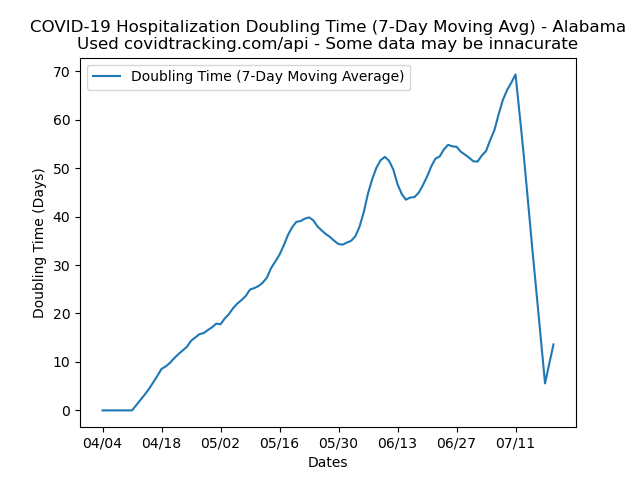 COVID-19 Hospitalization Doubling Time (7-Day Moving Avg) - Alabama
Used covidtracking.com/api - Some data may be innacurate
Doubling Time (7-Day Moving Average)
Doubling Time (Days)
70
60
50
40
30
20
10
0
04/04 04/18 05/02 05/16 05/30 06/13 06/27 07/11
Dates